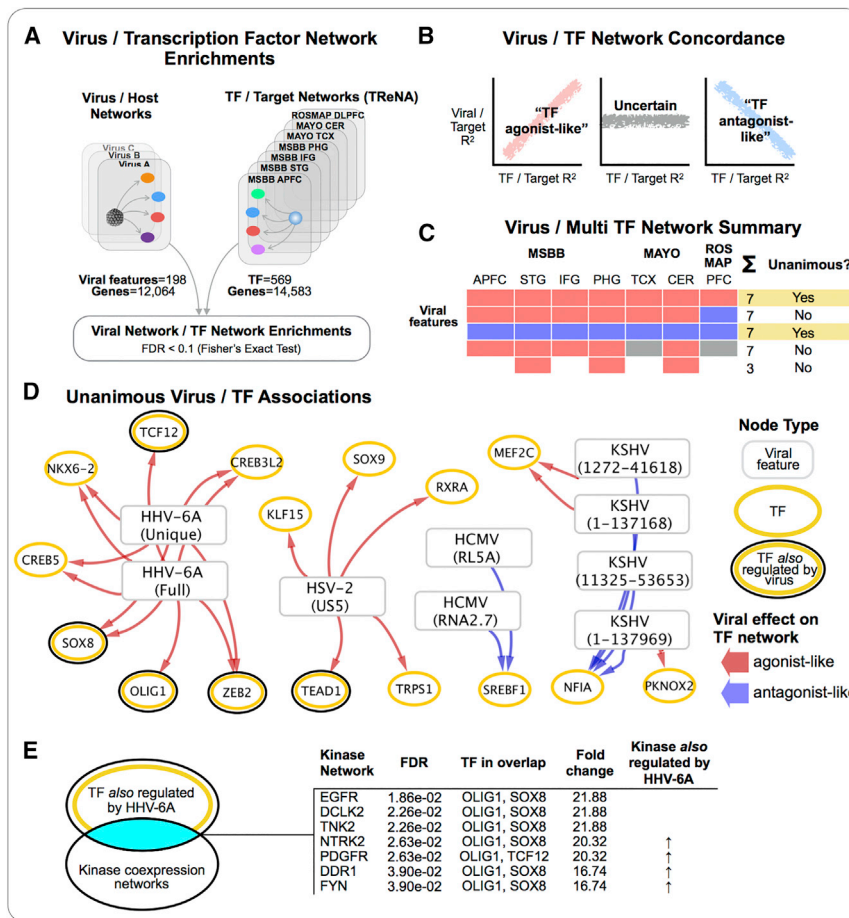 A
Virus / Transcription Factor Network
Enrichments
Virus / Host
Networks
TF / Target Networks (TReNA)
Virus C
Virus B
Virus A
ROSMAP DLPFC
MAYO CER
MAYO TCX
MSBB PHG
MSBB IFG
MSBB STG
MSBB APFC
Viral features=198
Genes=12,064
TF=569
Genes=14,583
Viral Network / TF Network Enrichments
FDR < 0.1 (Fisher's Exact Test)
B
Virus / TF Network Concordance
Viral /
Target
R²
"TF
agonist-like"
Uncertain
"TF
antagonist-
like"
TF / Target R²
TF / Target R²
TF / Target R²
C
Virus / Multi TF Network Summary
MSBB
MAYO
ROS
MAP
Σ
Unanimous?
APFC STG IFG PHG TCX CER PFC
Viral
features
7 Yes
7 No
7 Yes
7 No
3 No
D
Unanimous Virus / TF Associations
TCF12
NKX6-2
CREB3L2
HHV-6A
(Unique)
CREB5
HHV-6A
(Full)
SOX8
OLIG1
ZEB2
SOX9
KLF15
RXRA
HSV-2
(US5)
TEAD1
TRPS1
HCMV
(RL5A)
HCMV
(RNA2.7)
SREBF1
MEF2C
KSHV
(1272-41618)
KSHV
(1-137168)
KSHV
(11325-53653)
KSHV
(1-137969)
NFIA
PKNOX2
Node Type
Viral
feature
TF
TF also
regulated by
virus
Viral effect on
TF network
agonist-like
antagonist-like
E
TF also regulated
by HHV-6A
Kinase coexpression
networks
Kinase
Network
FDR
TF in overlap
Fold
change
Kinase also
regulated by
HHV-6A
EGFR 1.86e-02 OLIG1, SOX8 21.88
DCLK2 2.26e-02 OLIG1, SOX8 21.88
TNK2 2.26e-02 OLIG1, SOX8 21.88
NTRK2 2.63e-02 OLIG1, SOX8 20.32 ↑
PDGFR 2.63e-02 OLIG1, TCF12 20.32 ↑
DDR1 3.90e-02 OLIG1, SOX8 16.74 ↑
FYN 3.90e-02 OLIG1, SOX8 16.74 ↑